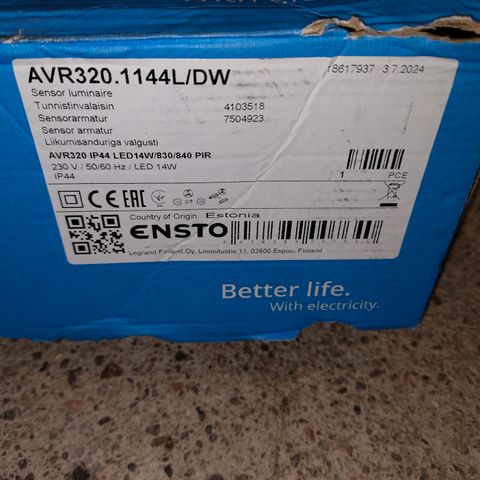 AVR320.1144L/DW
18617937 3.7.2024
Sensor luminaire
Tunnistinvalaisin 4103518
Sensorarmatur 7504923
Sensor armatur
Liikumisanduriga valgusti
AVR320 IP44 LED14W/830/840 PIR
230 V / 50/60 Hz / LED 14W
IP44
1 PCE
CE EAC
Country of Origin Estonia
ENSTO
Legrand Finland Oy, Linnoitustie 11, 02600 Espoo, Finland
Better life.
With electricity.